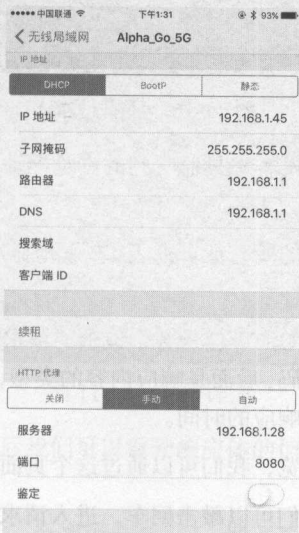 中国联通 下午1:31 93%
无线局域网 Alpha_Go_5G
IP 地址
DHCP BootP 静态
IP 地址 192.168.1.45
子网掩码 255.255.255.0
路由器 192.168.1.1
DNS 192.168.1.1
搜索域
客户端 ID
续租
HTTP 代理
关闭 手动 自动
服务器 192.168.1.28
端口 8080
鉴定